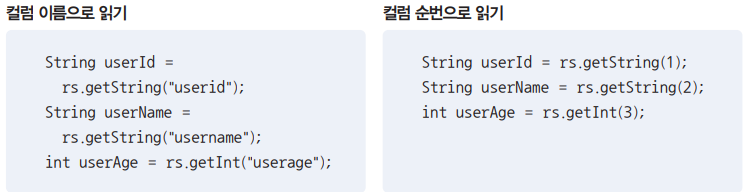 컬럼 이름으로 읽기
String userId =
rs.getString("userid");
String userName =
rs.getString("username");
int userAge = rs.getInt("userage");
컬럼 순번으로 읽기
String userId = rs.getString(1);
String userName = rs.getString(2);
int userAge = rs.getInt(3);